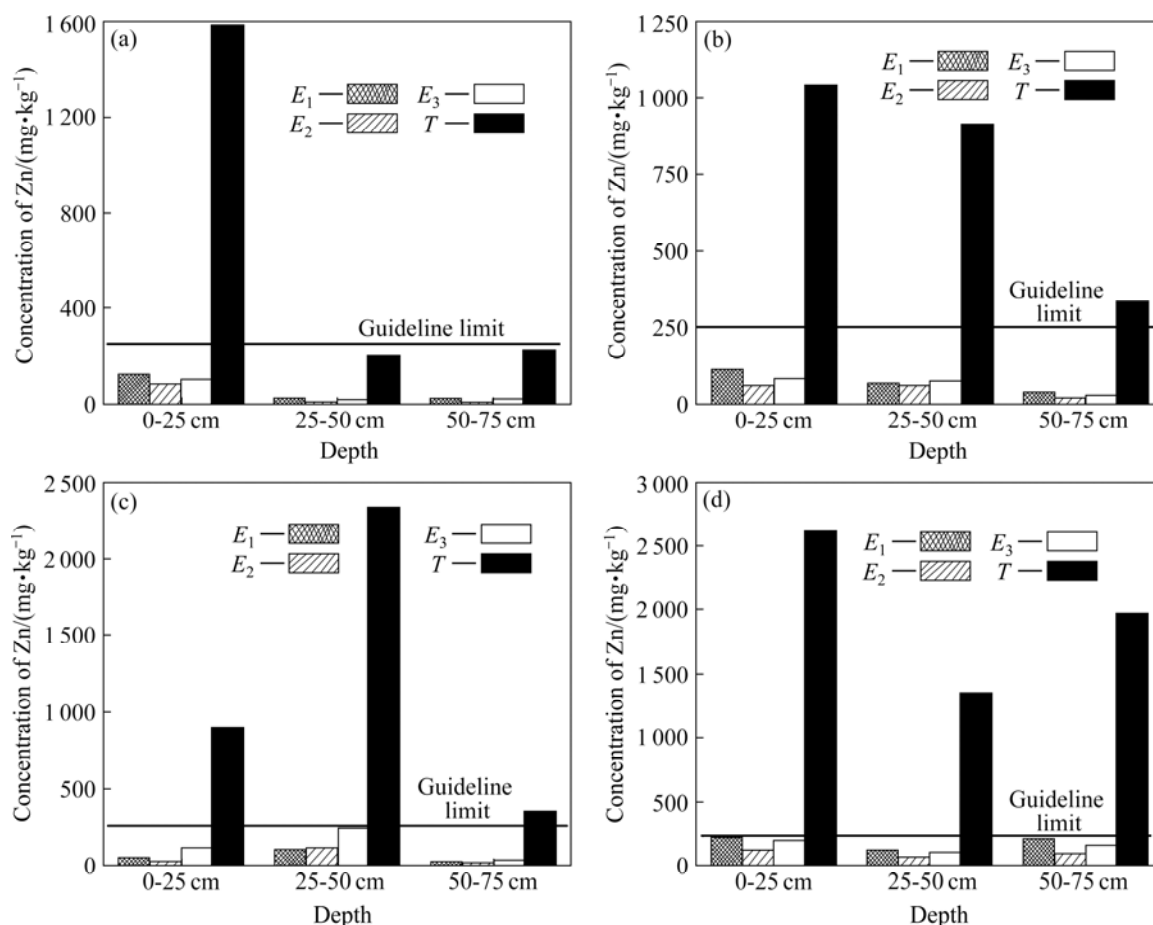 (a)
Concentration of Zn/(mg•kg⁻¹)
1 600
1 200
800
400
0
E₁
E₂
E₃
T
Guideline limit
0-25 cm
25-50 cm
50-75 cm
Depth
(b)
Concentration of Zn/(mg•kg⁻¹)
1 250
1 000
750
500
250
0
E₁
E₂
E₃
T
Guideline
limit
0-25 cm
25-50 cm
50-75 cm
Depth
(c)
Concentration of Zn/(mg•kg⁻¹)
2 500
2 000
1 500
1 000
500
0
E₁
E₂
E₃
T
Guideline
limit
0-25 cm
25-50 cm
50-75 cm
Depth
(d)
Concentration of Zn/(mg•kg⁻¹)
3 000
2 500
2 000
1 500
1 000
500
0
E₁
E₂
E₃
T
Guideline
limit
0-25 cm
25-50 cm
50-75 cm
Depth